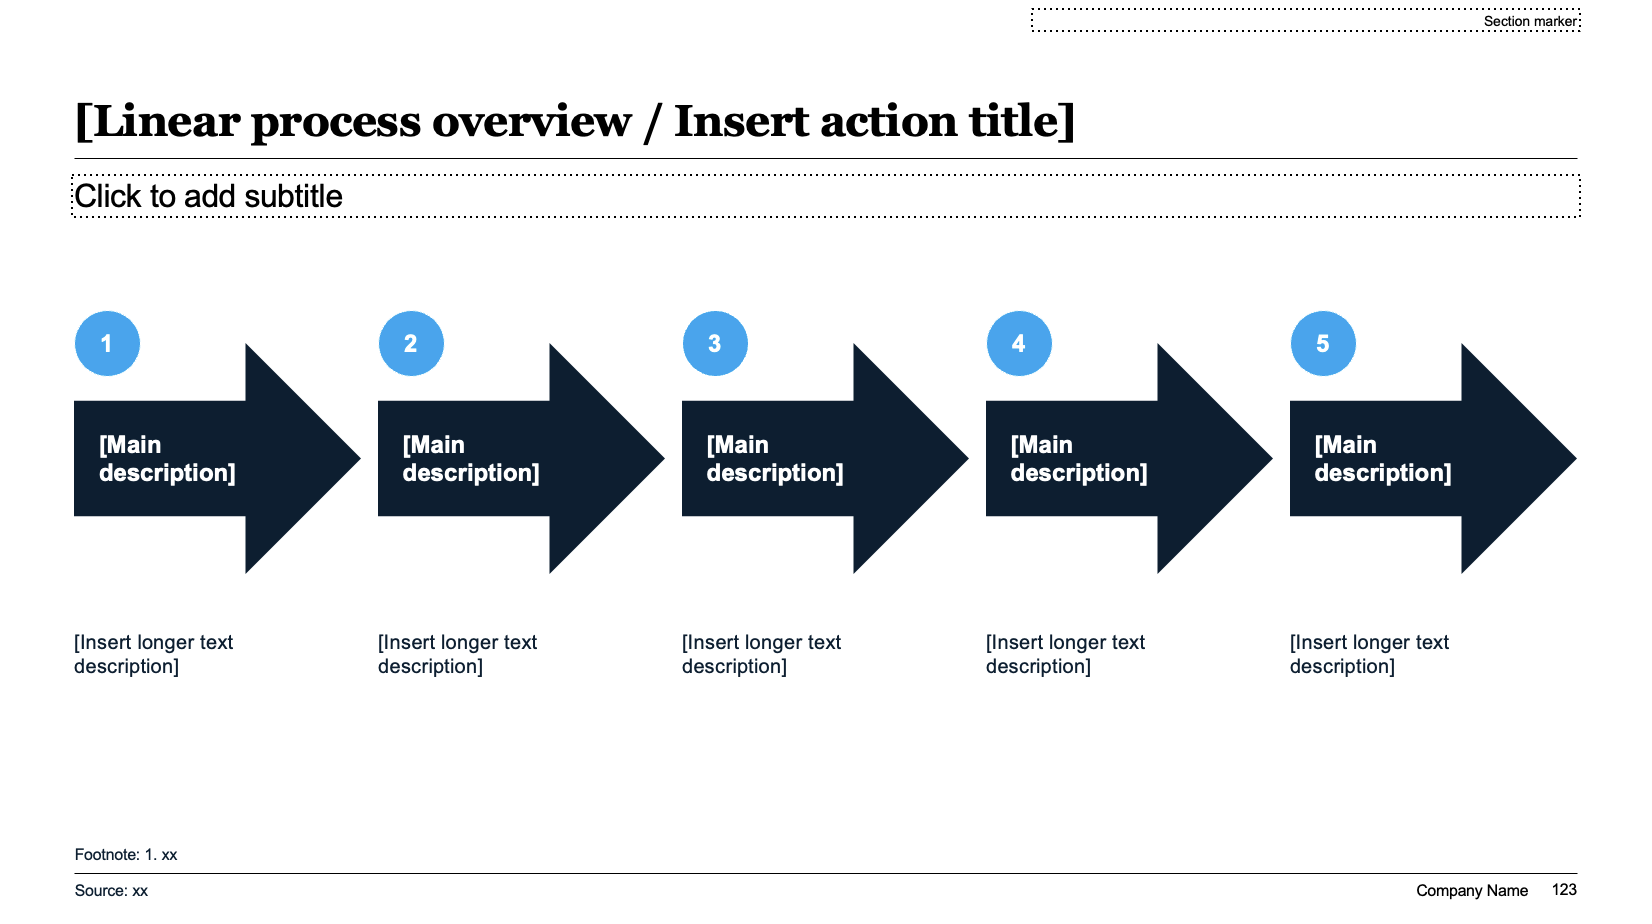 Section marker
[Linear process overview / Insert action title]
Click to add subtitle
1
[Main
description]
[Insert longer text
description]
2
[Main
description]
[Insert longer text
description]
3
[Main
description]
[Insert longer text
description]
4
[Main
description]
[Insert longer text
description]
5
[Main
description]
[Insert longer text
description]
Footnote: 1. xx
Source: xx
Company Name 123